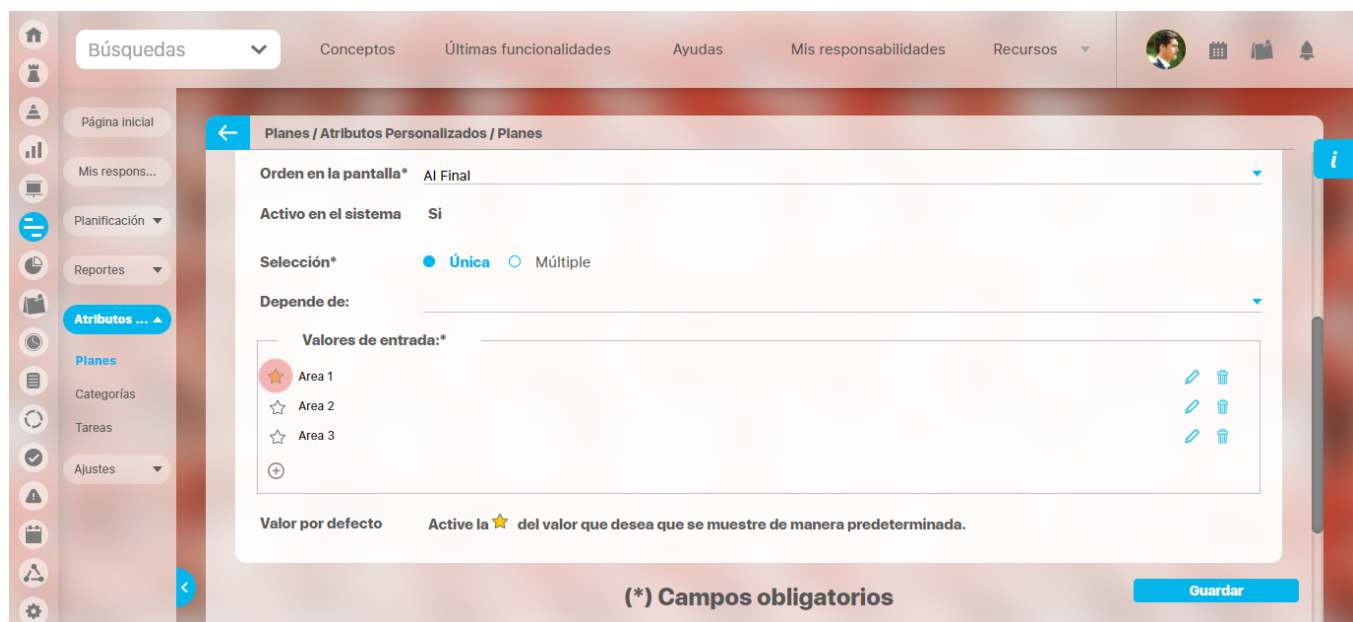 Búsquedas
Conceptos
Últimas funcionalidades
Ayudas
Mis responsabilidades
Recursos
Página inicial
Mis respons...
Planificación
Reportes
Atributos ...
Planes
Categorías
Tareas
Ajustes
Planes / Atributos Personalizados / Planes
i
Orden en la pantalla* Al Final
Activo en el sistema Si
Selección* Única Múltiple
Depende de:
Valores de entrada:*
Area 1
Area 2
Area 3
Valor por defecto Active la del valor que desea que se muestre de manera predeterminada.
(*) Campos obligatorios
Guardar